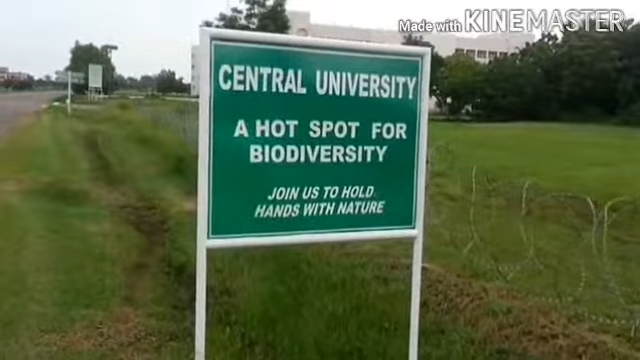 Made with KINEMASTER
CENTRAL UNIVERSITY
A HOT SPOT FOR
BIODIVERSITY
JOIN US TO HOLD
HANDS WITH NATURE